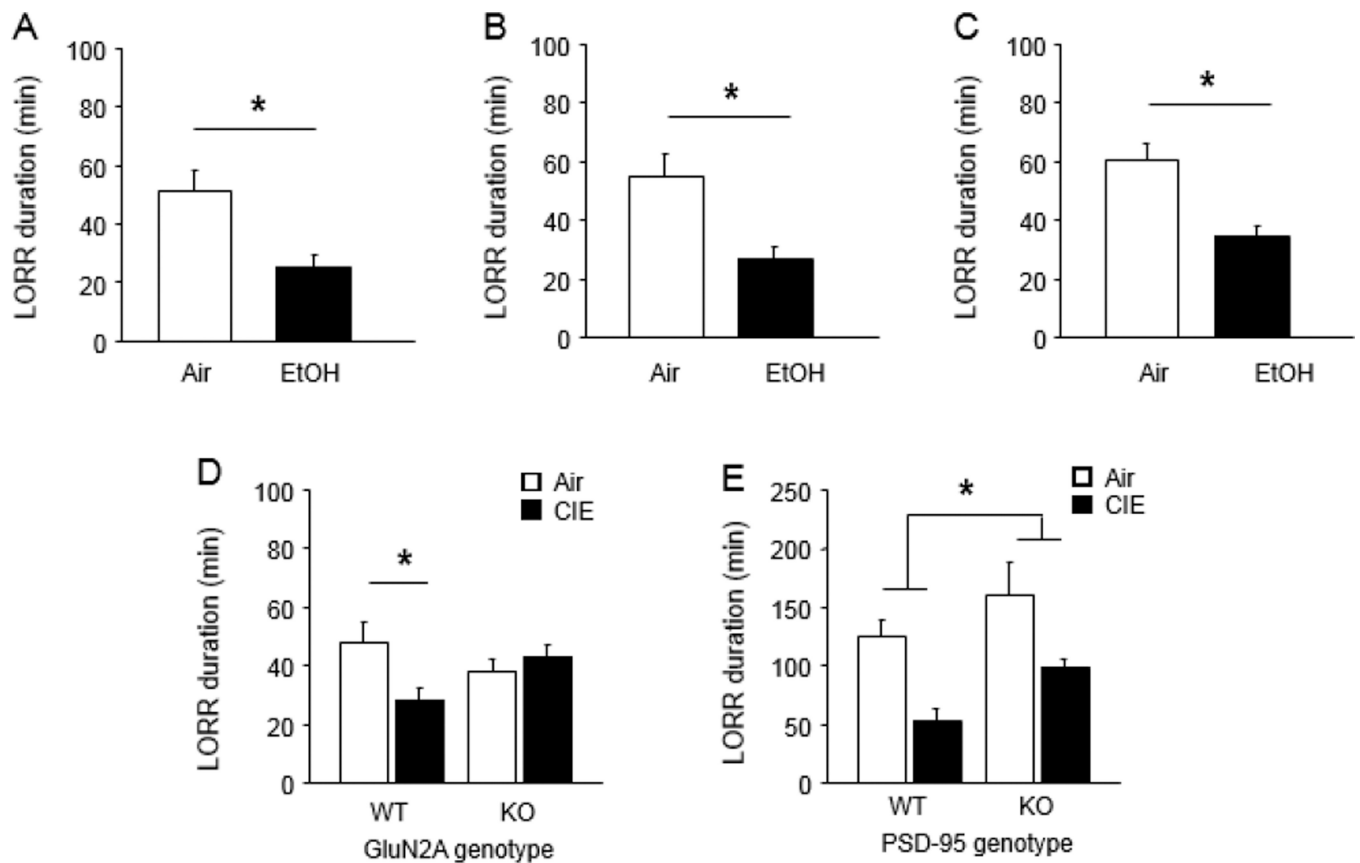 A
LORR duration (min)
100
80
60
40
20
0
*
Air EtOH
B
LORR duration (min)
100
80
60
40
20
0
*
Air EtOH
C
LORR duration (min)
100
80
60
40
20
0
*
Air EtOH
D
LORR duration (min)
100
80
60
40
20
0
Air
CIE
*
WT KO
GluN2A genotype
E
LORR duration (min)
250
200
150
100
50
0
Air
CIE
*
WT KO
PSD-95 genotype